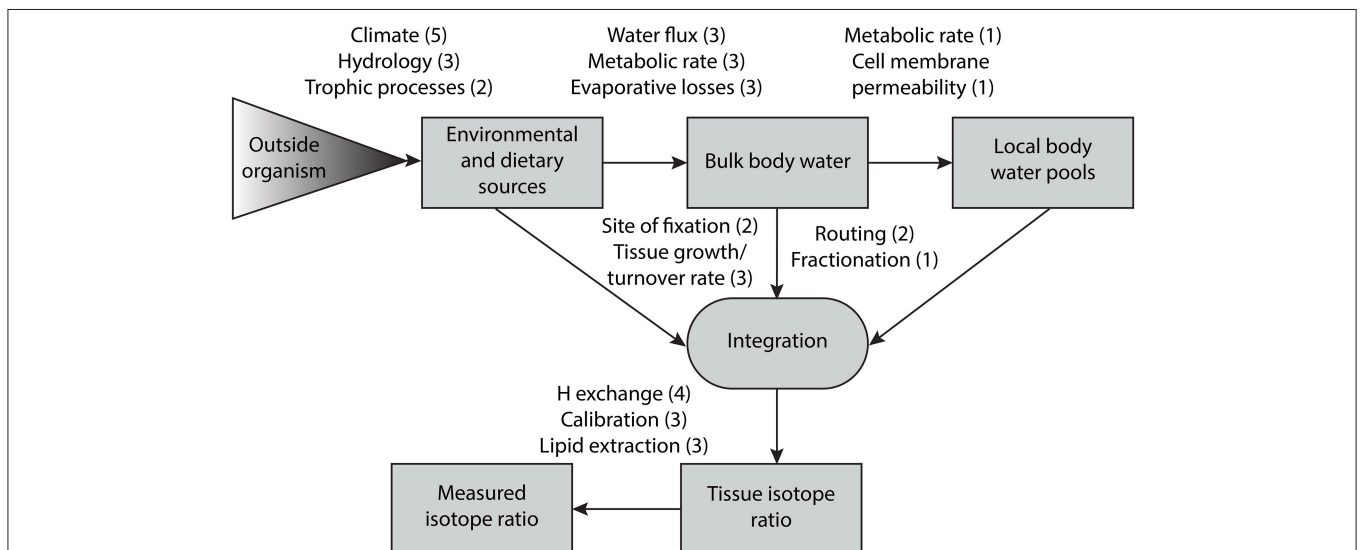 Climate (5)
Hydrology (3)
Trophic processes (2)
Water flux (3)
Metabolic rate (3)
Evaporative losses (3)
Metabolic rate (1)
Cell membrane
permeability (1)
Outside
organism
Environmental
and dietary
sources
Bulk body water
Local body
water pools
Site of fixation (2)
Tissue growth/
turnover rate (3)
Routing (2)
Fractionation (1)
Integration
H exchange (4)
Calibration (3)
Lipid extraction (3)
Measured
isotope ratio
Tissue isotope
ratio